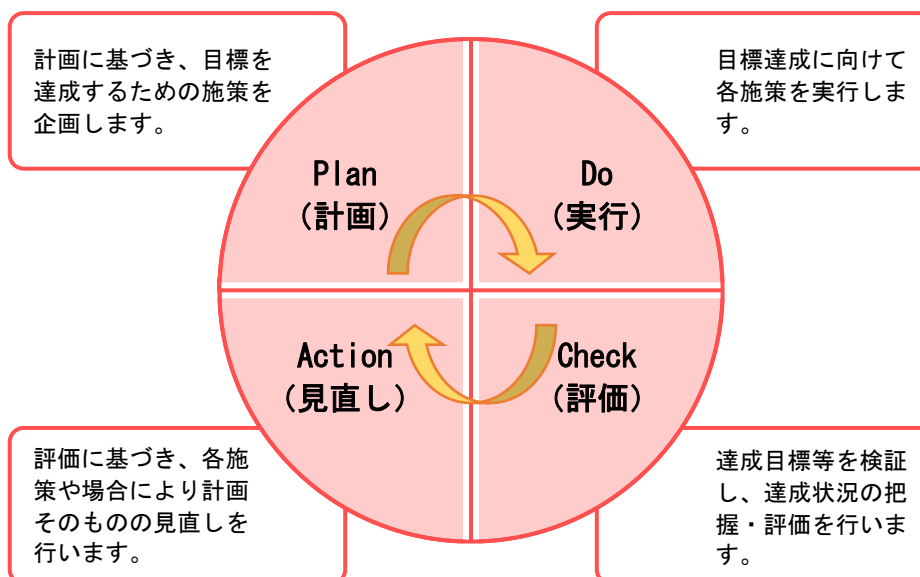 計画に基づき、目標を
達成するための施策を
企画します。
目標達成に向けて
各施策を実行しま
す。
Plan
(計画)
Do
(実行)
Action
(見直し)
Check
(評価)
評価に基づき、各施
策や場合により計画
そのものの見直しを
行います。
達成目標等を検証
し、達成状況の把
握・評価を行いま
す。